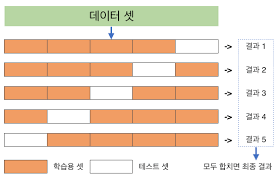 데이터 셋
-> 결과 1
-> 결과 2
-> 결과 3
-> 결과 4
-> 결과 5
학습용 셋
테스트 셋
모두 합치면 최종 결과